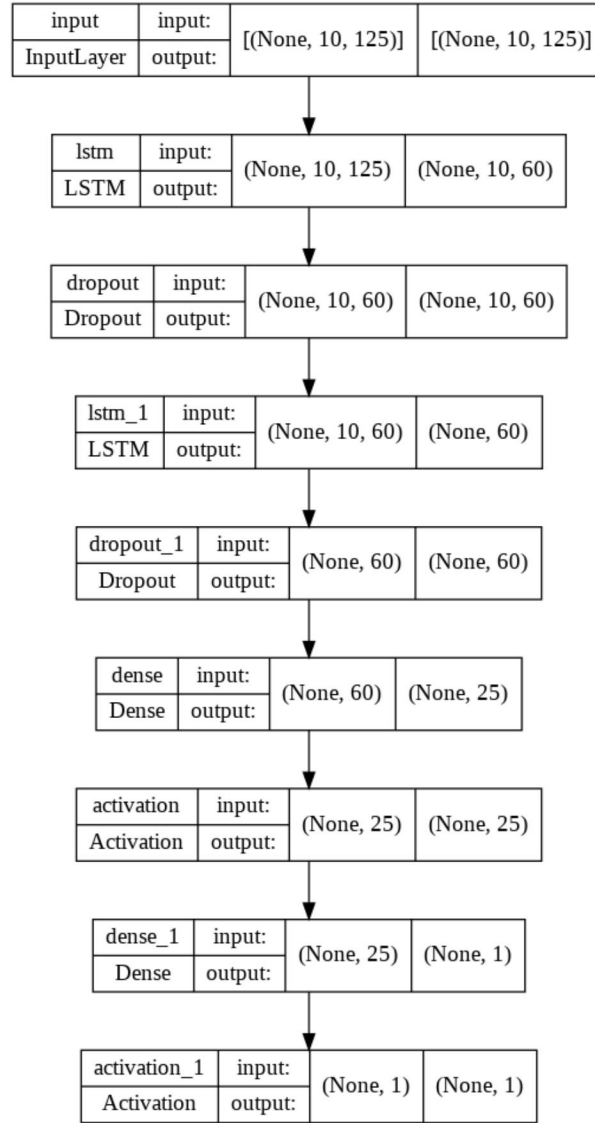 input input: [(None, 10, 125)] [(None, 10, 125)]
InputLayer output:
lstm input: (None, 10, 125) (None, 10, 60)
LSTM output:
dropout input: (None, 10, 60) (None, 10, 60)
Dropout output:
lstm_1 input: (None, 10, 60) (None, 60)
LSTM output:
dropout_1 input: (None, 60) (None, 60)
Dropout output:
dense input: (None, 60) (None, 25)
Dense output:
activation input: (None, 25) (None, 25)
Activation output:
dense_1 input: (None, 25) (None, 1)
Dense output:
activation_1 input: (None, 1) (None, 1)
Activation output: